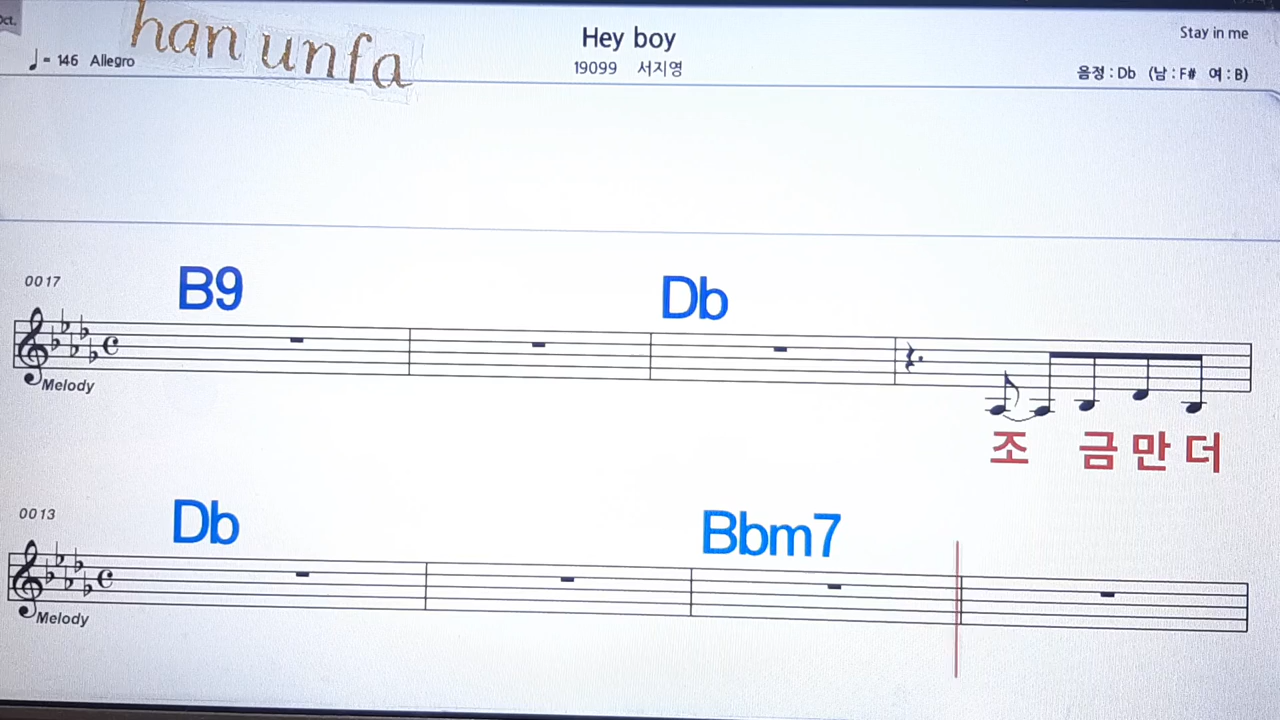 Oct.
han unfa
Hey boy
Stay in me
♩= 146 Allegro
19099 서지영
음정 : Db (남 : F# 여 : B)
0017
B9 Db
Melody
조 금 만 더
0013
Db Bbm7
Melody